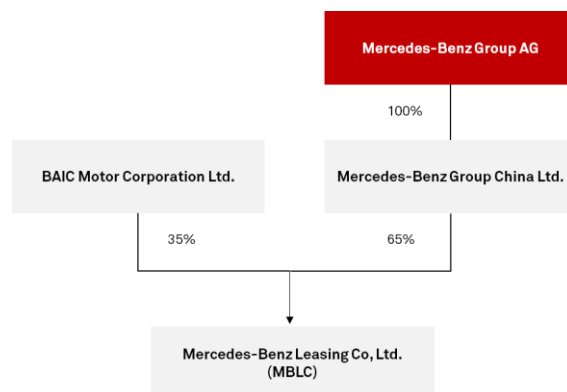 Mercedes-Benz Group AG
100%
BAIC Motor Corporation Ltd.
Mercedes-Benz Group China Ltd.
35%
65%
Mercedes-Benz Leasing Co, Ltd.
(MBLC)